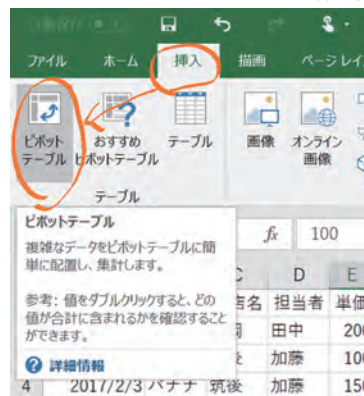 ファイル ホーム 挿入 描画 ページレイ
ピボット
テーブル
おすすめ
ピボットテーブル
テーブル
画像
オンライン
画像
テーブル
ピボットテーブル
複雑なデータをピボットテーブルに簡
単に配置し、集計します。
参考: 値をダブルクリックすると、どの
値が合計に含まれるかを確認すること
ができます。
詳細情報
fx 100
C D E
店名 担当者 単価
田中 200
加藤 100
4 2017/2/3 バナナ 筑後 加藤 150